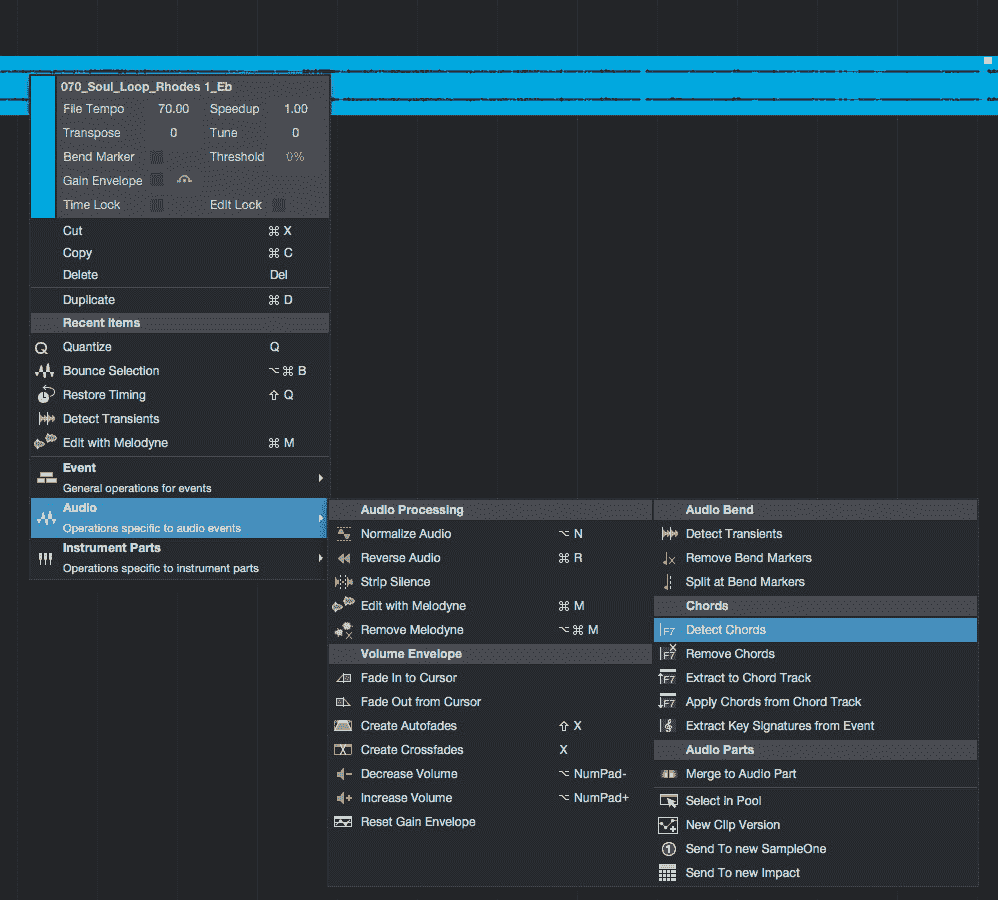 070_Soul_Loop_Rhodes 1_Eb
File Tempo 70.00 Speedup 1.00
Transpose 0 Tune 0
Bend Marker Threshold 0%
Gain Envelope
Time Lock Edit Lock
Cut ⌘ X
Copy ⌘ C
Delete Del
Duplicate ⌘ D
Recent Items
Q Quantize Q
Bounce Selection ⌥ ⌘ B
Restore Timing ⇧ Q
Detect Transients
Edit with Melodyne ⌘ M
Event
General operations for events
Audio
Operations specific to audio events
Instrument Parts
Operations specific to instrument parts
Audio Processing
Normalize Audio ⌥ N
Reverse Audio ⌘ R
Strip Silence
Edit with Melodyne ⌘ M
Remove Melodyne ⌥ ⌘ M
Volume Envelope
Fade In to Cursor
Fade Out from Cursor
Create Autofades ⇧ X
Create Crossfades X
Decrease Volume ⌥ NumPad-
Increase Volume ⌥ NumPad+
Reset Gain Envelope
Audio Bend
Detect Transients
Remove Bend Markers
Split at Bend Markers
Chords
F7 Detect Chords
F7 Remove Chords
F7 Extract to Chord Track
F7 Apply Chords from Chord Track
Extract Key Signatures from Event
Audio Parts
Merge to Audio Part
Select in Pool
New Clip Version
1 Send To new SampleOne
Send To new Impact